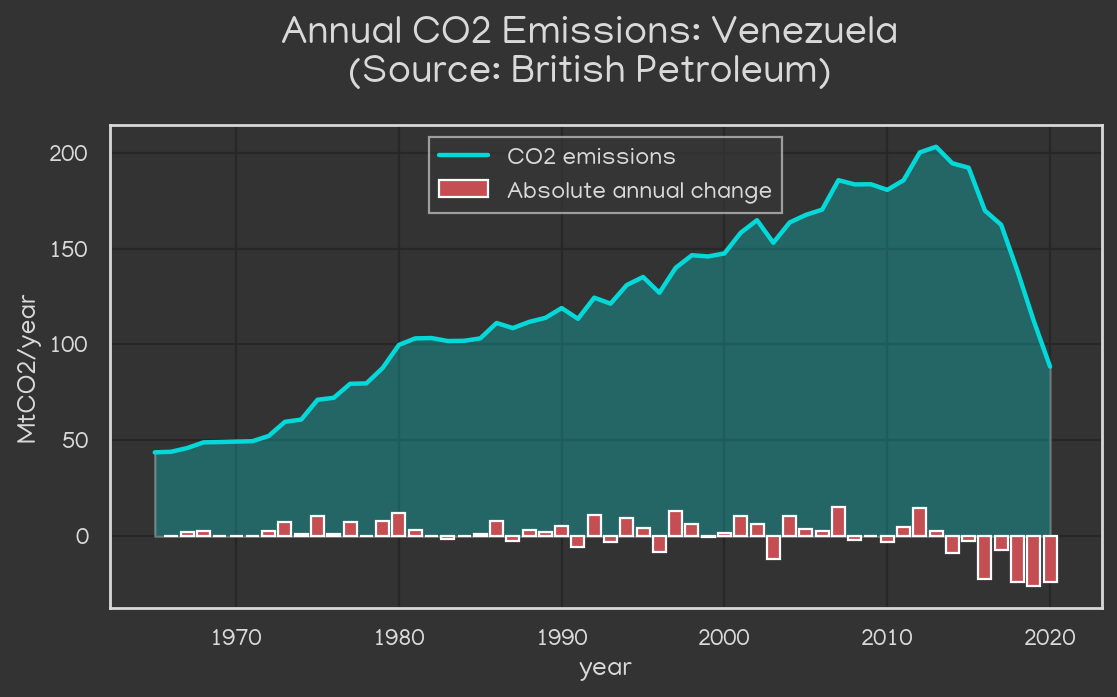 Annual CO2 Emissions: Venezuela
(Source: British Petroleum)
CO2 emissions
Absolute annual change
MtCO2/year
200
150
100
50
0
1970 1980 1990 2000 2010 2020
year